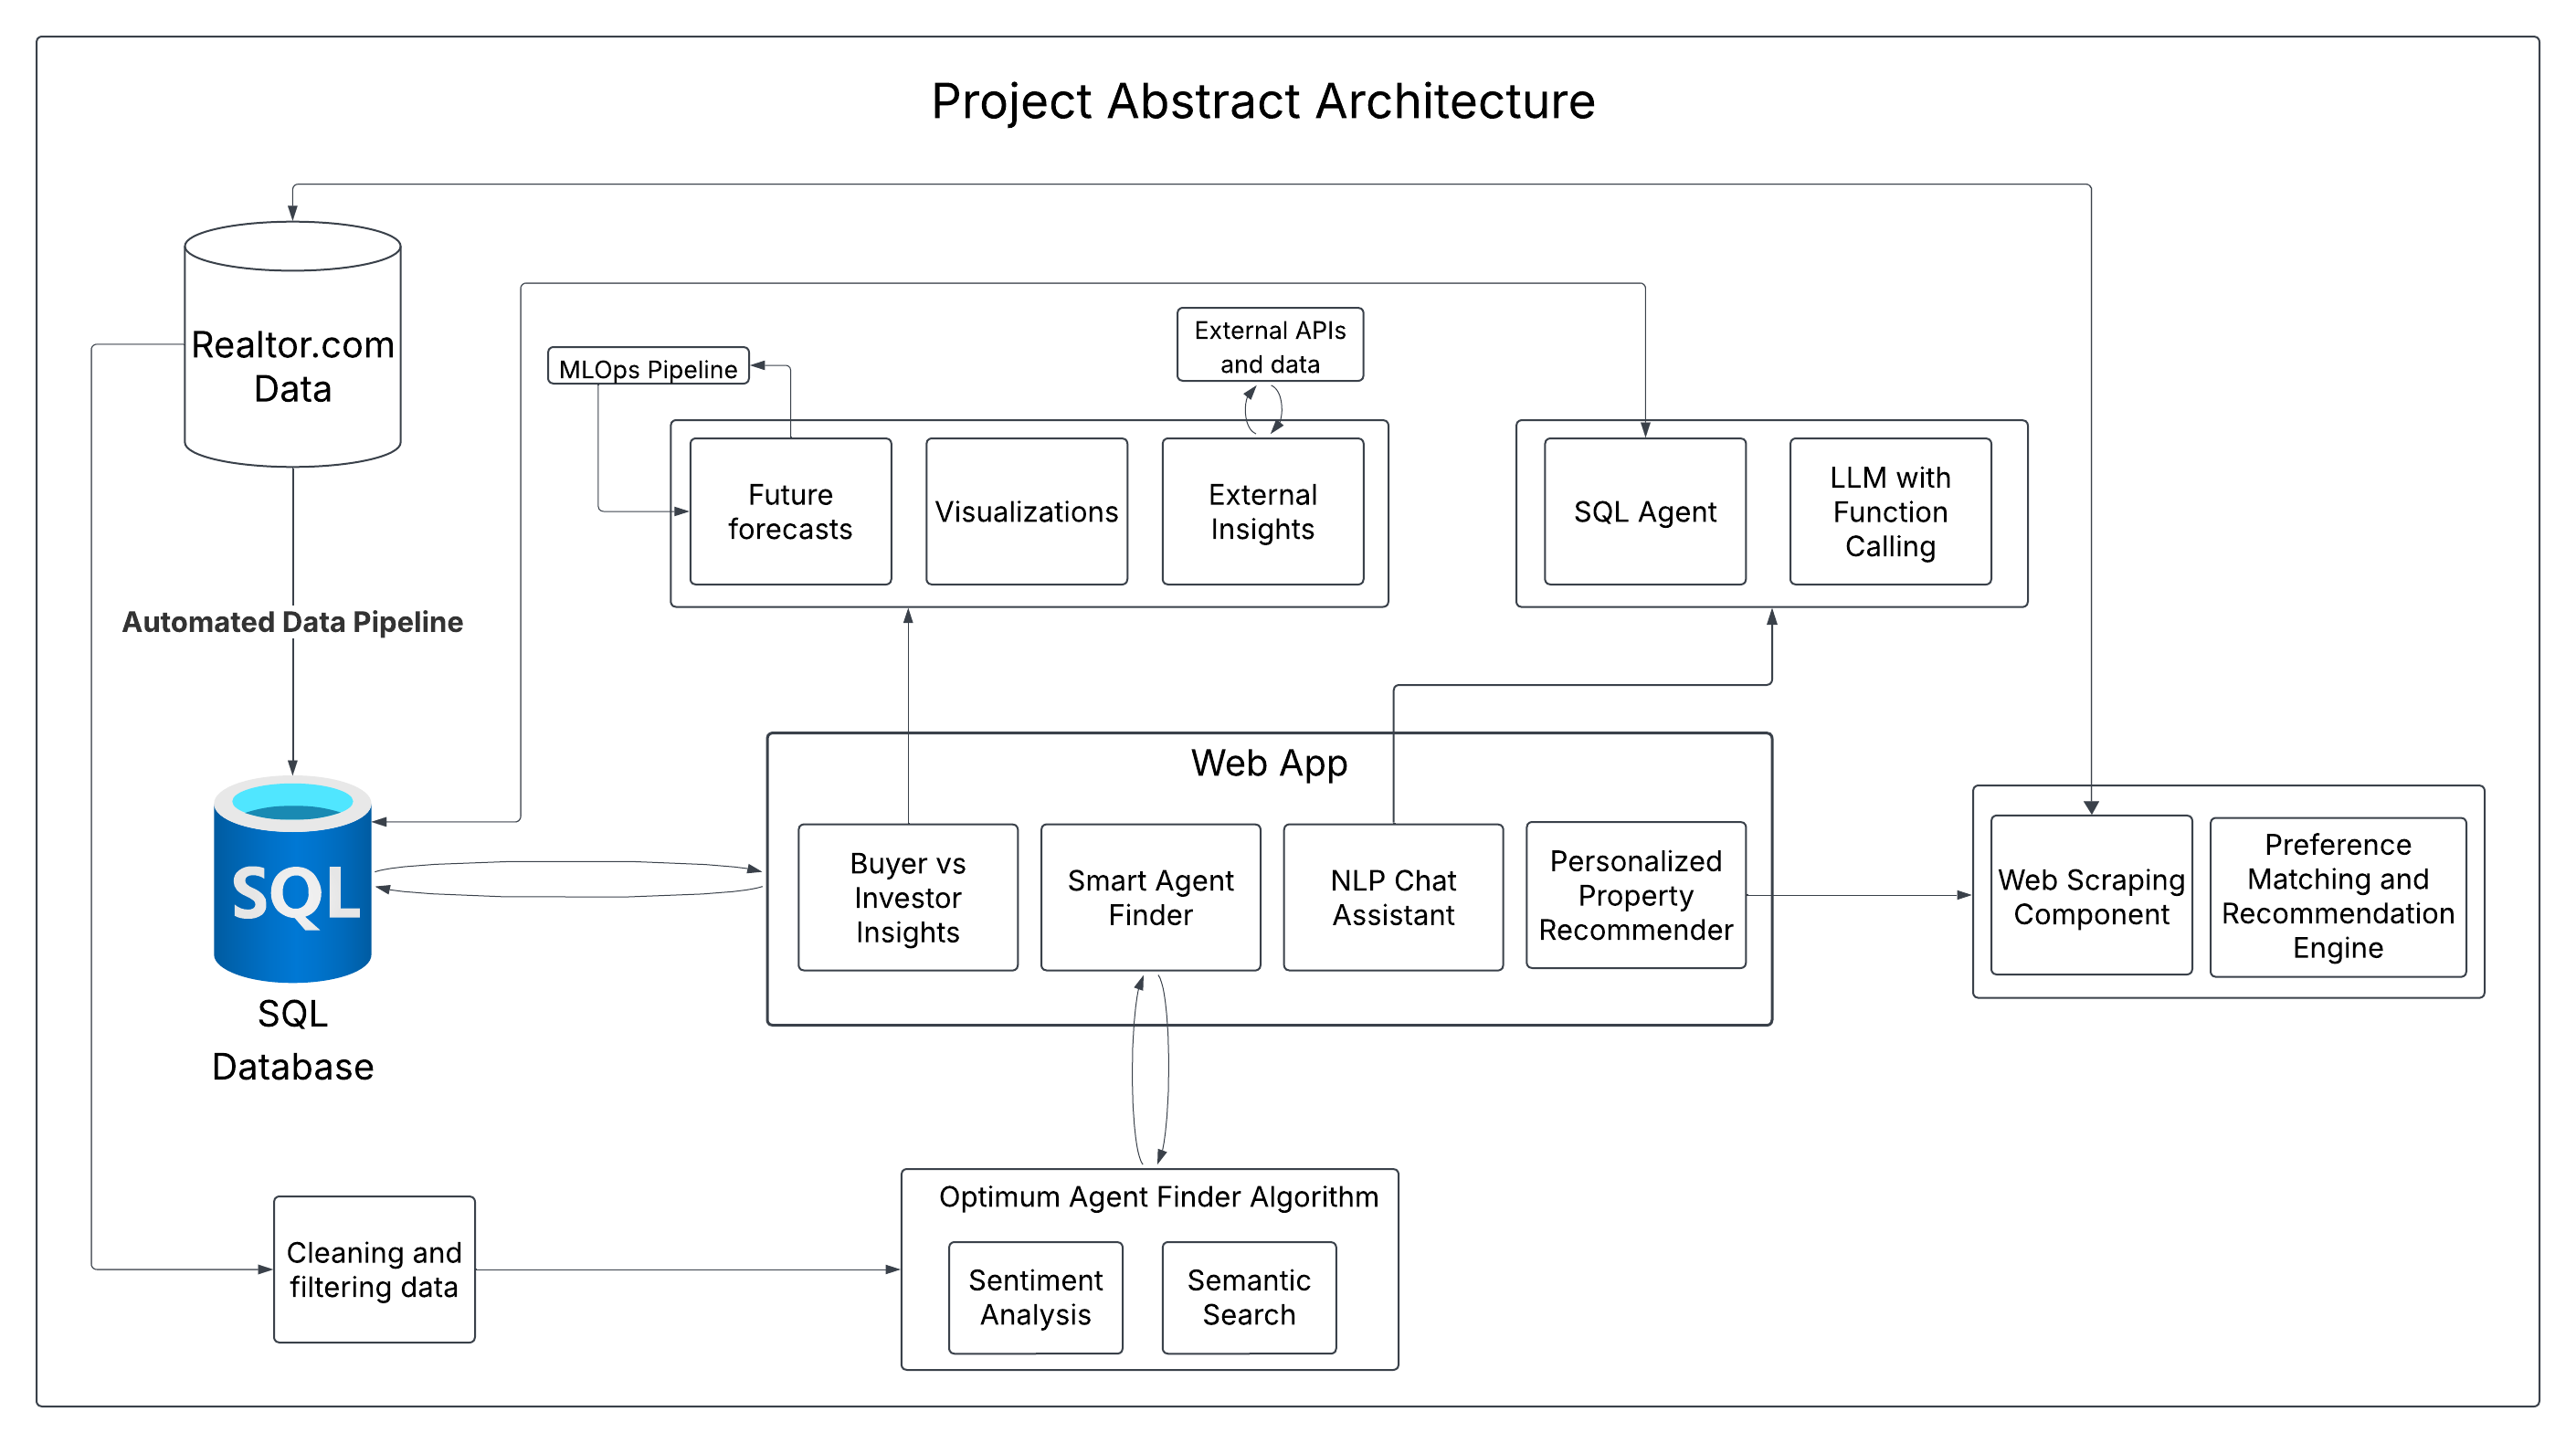 Project Abstract Architecture
Realtor.com
Data
MLOps Pipeline
External APIs
and data
Future
forecasts
Visualizations
External
Insights
SQL Agent
LLM with
Function
Calling
Automated Data Pipeline
SQL
SQL
Database
Web App
Buyer vs
Investor
Insights
Smart Agent
Finder
NLP Chat
Assistant
Personalized
Property
Recommender
Web Scraping
Component
Preference
Matching and
Recommendation
Engine
Cleaning and
filtering data
Optimum Agent Finder Algorithm
Sentiment
Analysis
Semantic
Search